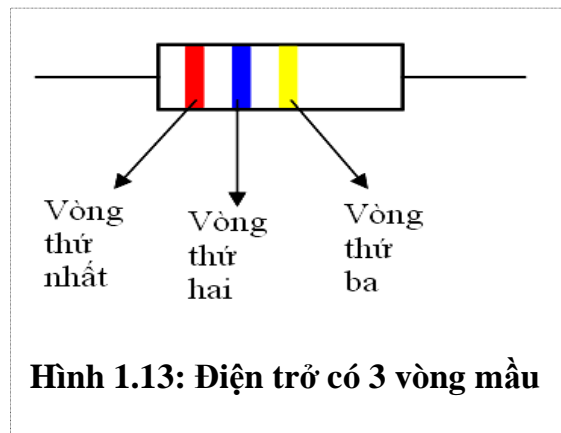 Vòng
thứ
nhất
Vòng
thứ
hai
Vòng
thứ
ba
Hình 1.13: Điện trở có 3 vòng mầu